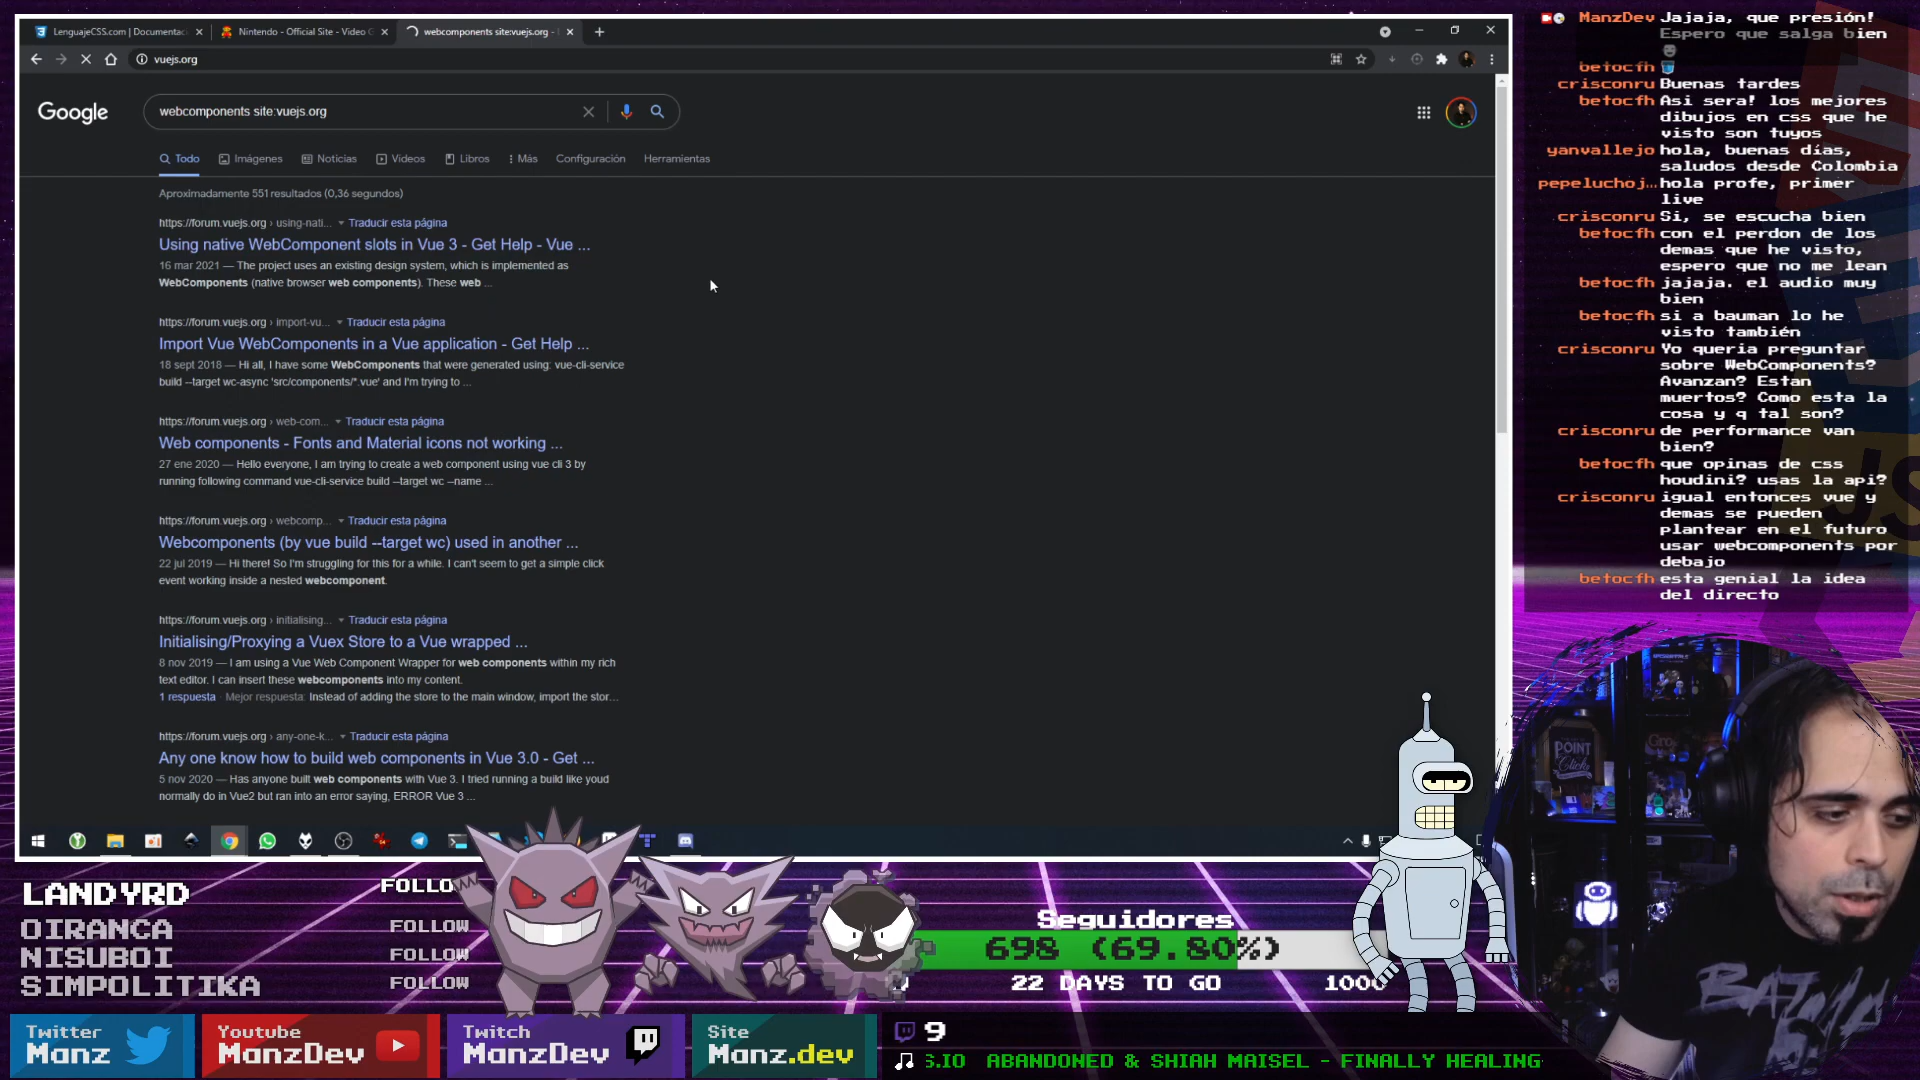 LenguajeCSS.com | Documentac
Nintendo - Official Site - Video G
webcomponents site:vuejs.org -
vuejs.org
Google
webcomponents site:vuejs.org
Todo
Imágenes
Noticias
Videos
Libros
Más
Configuración
Herramientas
Aproximadamente 551 resultados (0,36 segundos)
https://forum.vuejs.org › using-nati... Traducir esta página
Using native WebComponent slots in Vue 3 - Get Help - Vue ...
16 mar 2021 — The project uses an existing design system, which is implemented as
WebComponents (native browser web components). These web ...
https://forum.vuejs.org › import-vu... Traducir esta página
Import Vue WebComponents in a Vue application - Get Help ...
18 sept 2018 — Hi all, I have some WebComponents that were generated using: vue-cli-service
build --target wc-async 'src/components/*.vue' and I'm trying to ...
https://forum.vuejs.org › web-com... Traducir esta página
Web components - Fonts and Material icons not working ...
27 ene 2020 — Hello everyone, I am trying to create a web component using vue cli 3 by
running following command vue-cli-service build --target wc --name ...
https://forum.vuejs.org › webcomp... Traducir esta página
Webcomponents (by vue build --target wc) used in another ...
22 jul 2019 — Hi there! So I'm struggling for this for a while. I can't seem to get a simple click
event working inside a nested webcomponent.
https://forum.vuejs.org › initialising... Traducir esta página
Initialising/Proxying a Vuex Store to a Vue wrapped ...
8 nov 2019 — I am using a Vue Web Component Wrapper for web components within my rich
text editor. I can insert these webcomponents into my content.
1 respuesta · Mejor respuesta: Instead of adding the store to the main window, import the stor...
https://forum.vuejs.org › any-one-k... Traducir esta página
Any one know how to build web components in Vue 3.0 - Get ...
5 nov 2020 — Has anyone built web components with Vue 3. I tried running a build like youd
normally do in Vue2 but ran into an error saying, ERROR Vue 3 ...
ManzDev Jajaja, que presión!
Espero que salga bien
betocfh
crisconru Buenas tardes
betocfh Asi sera! los mejores
dibujos en css que he
visto son tuyos
yanvallejo hola, buenas días,
saludos desde Colombia
pepeluchoj… hola profe, primer
live
crisconru Si, se escucha bien
betocfh con el perdon de los
demas que he visto,
espero que no me lean
betocfh jajaja. el audio muy
bien
betocfh si a bauman lo he
visto también
crisconru Yo queria preguntar
sobre WebComponents?
Avanzan? Estan
muertos? Como esta la
cosa y q tal son?
crisconru de performance van
bien?
betocfh que opinas de css
houdini? usas la api?
crisconru igual entonces vue y
demas se pueden
plantear en el futuro
usar webcomponents por
debajo
betocfh esta genial la idea
del directo
POINT
Click
LANDYRD FOLLO
OIRANCA FOLLOW
NISUBOI FOLLOW
SIMPOLITIKA FOLLOW
Seguidores
698 (69.80%)
22 DAYS TO GO
1000
Twitter
Manz
Youtube
ManzDev
Twitch
ManzDev
Site
Manz.dev
9
S.IO ABANDONED & SHIAH MAISEL - FINALLY HEALING